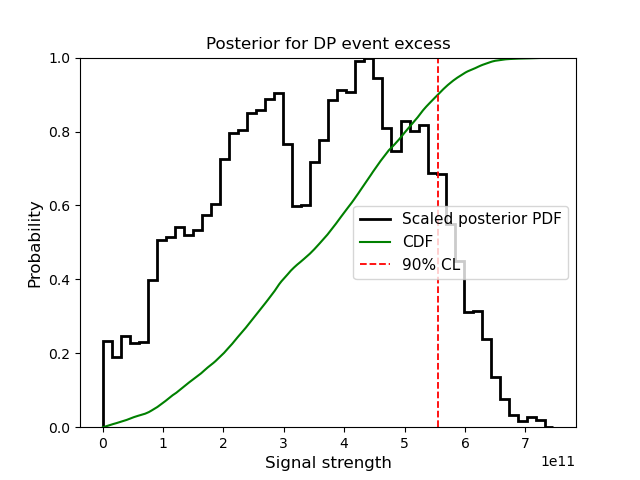 Posterior for DP event excess
Probability
1.0
0.8
0.6
0.4
0.2
0.0
Scaled posterior PDF
CDF
90% CL
0 1 2 3 4 5 6 7
1e11
Signal strength